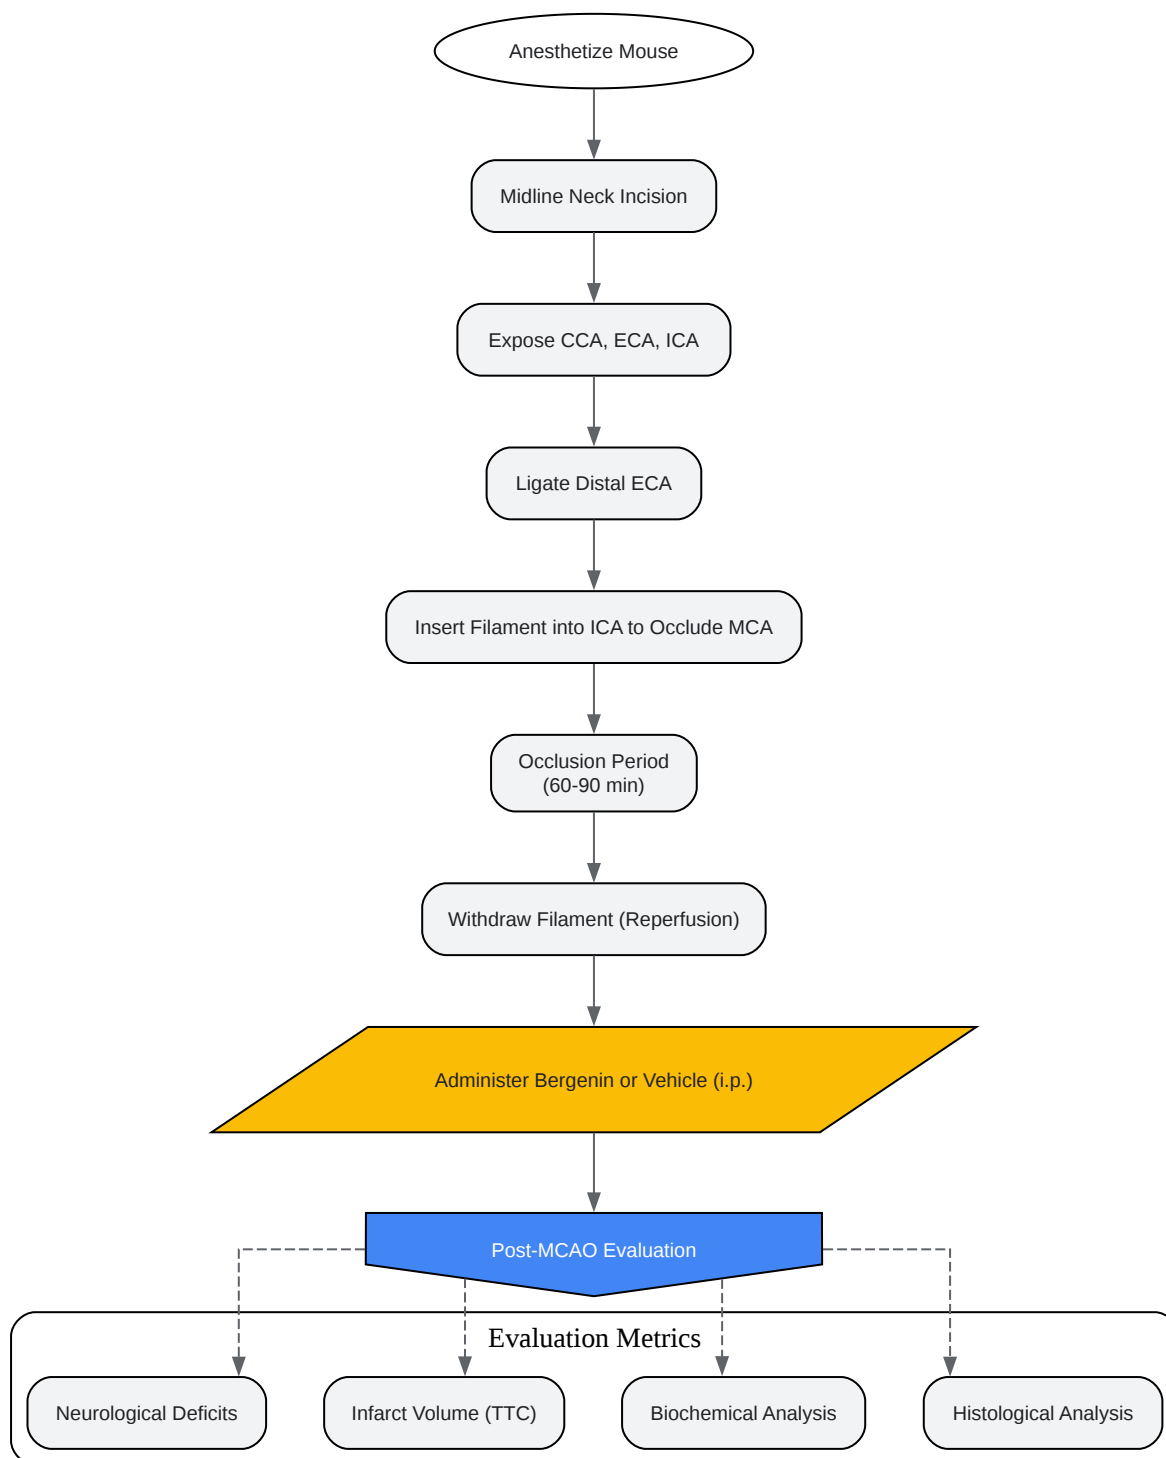 Anesthetize Mouse
Midline Neck Incision
Expose CCA, ECA, ICA
Ligate Distal ECA
Insert Filament into ICA to Occlude MCA
Occlusion Period
(60-90 min)
Withdraw Filament (Reperfusion)
Administer Bergenin or Vehicle (i.p.)
Post-MCAO Evaluation
Evaluation Metrics
Neurological Deficits
Infarct Volume (TTC)
Biochemical Analysis
Histological Analysis